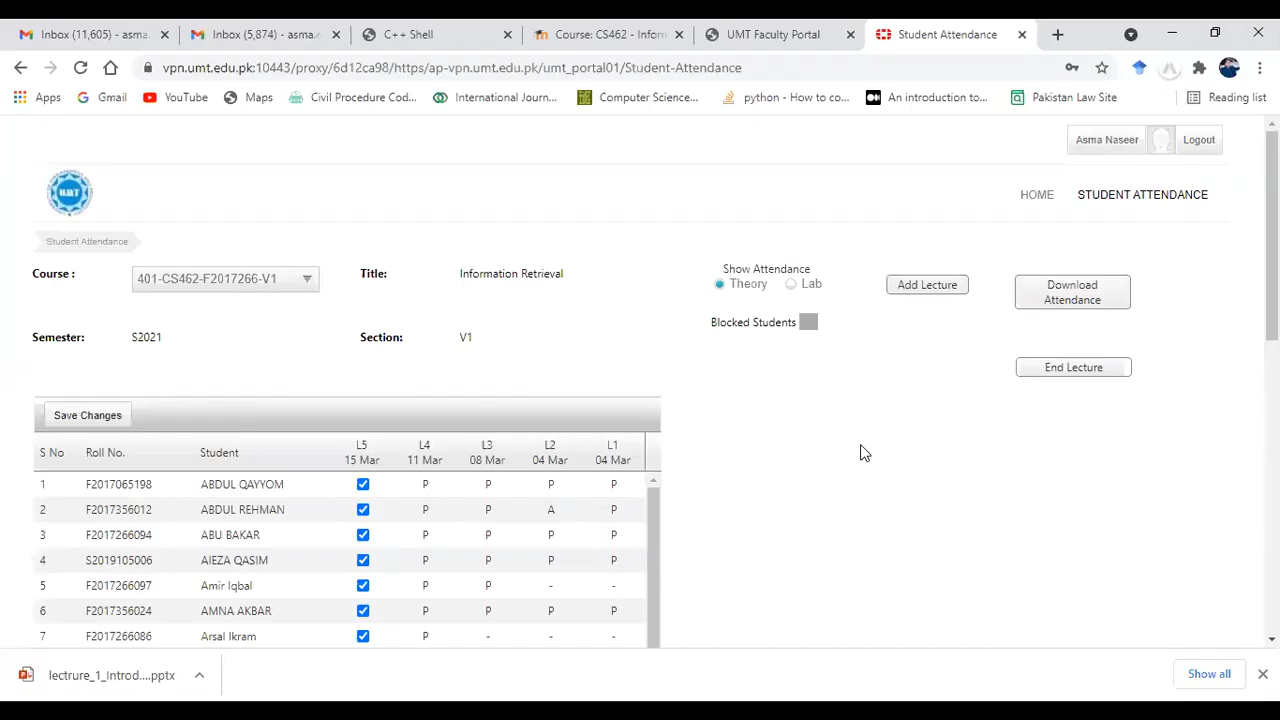 Inbox (11,605) - asma.
Inbox (5,874) - asma.
C++ Shell
Course: CS462 - Infor
UMT Faculty Portal
Student Attendance
vpn.umt.edu.pk:10443/proxy/6d12ca98/https/ap-vpn.umt.edu.pk/umt_portal01/Student-Attendance
Apps
Gmail
YouTube
Maps
Civil Procedure Cod...
International Journ...
Computer Science...
python - How to co...
An introduction to...
Pakistan Law Site
Reading list
Asma Naseer
Logout
UMT
HOME
STUDENT ATTENDANCE
Student Attendance
Course :
401-CS462-F2017266-V1
Title:
Information Retrieval
Show Attendance
Theory
Lab
Add Lecture
Download
Attendance
Blocked Students
Semester:
S2021
Section:
V1
End Lecture
Save Changes
S No Roll No. Student L5 15 Mar L4 11 Mar L3 08 Mar L2 04 Mar L1 04 Mar
1 F2017065198 ABDUL QAYYOM P P P P
2 F2017356012 ABDUL REHMAN P P A P
3 F2017266094 ABU BAKAR P P P P
4 S2019105006 AIEZA QASIM P P P P
5 F2017266097 Amir Iqbal P P - -
6 F2017356024 AMNA AKBAR P P P P
7 F2017266086 Arsal Ikram P - - -
lectrure_1_Introd....pptx
Show all